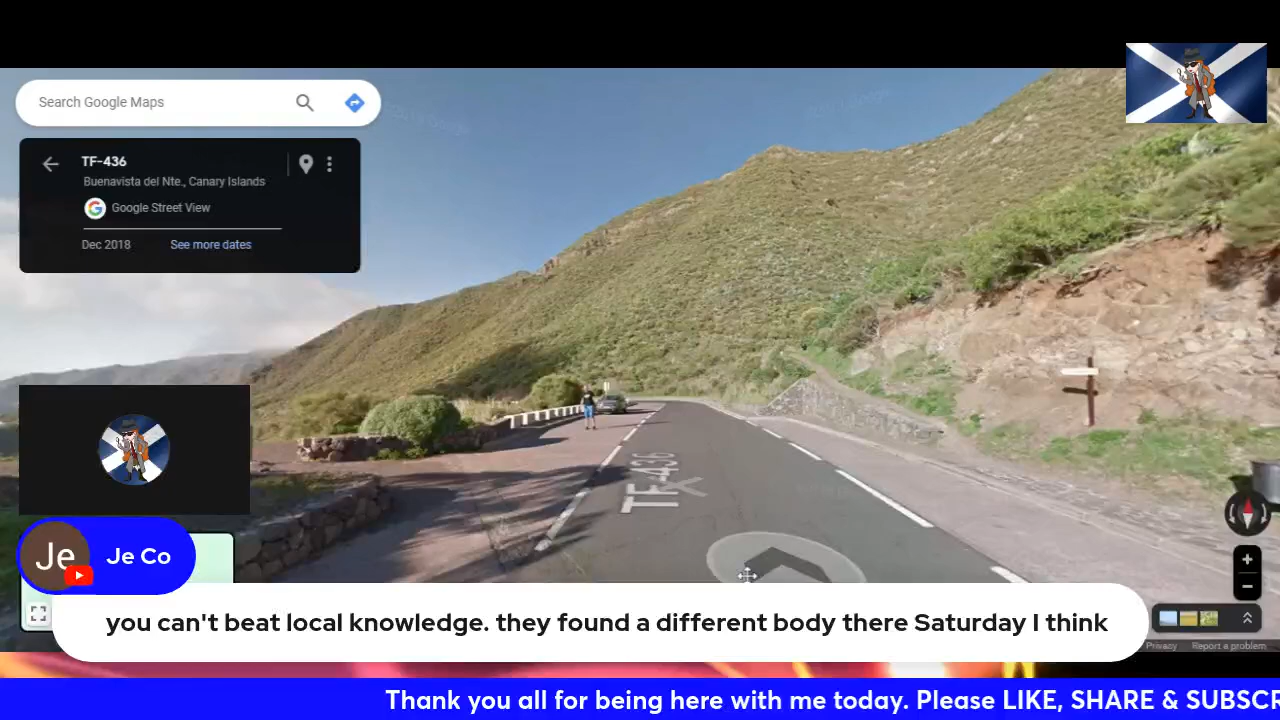 Search Google Maps
TF-436
Buenavista del Nte., Canary Islands
Google Street View
Dec 2018
See more dates
TF-436
Je
Je Co
you can't beat local knowledge. they found a different body there Saturday I think
Privacy
Report a problem
Thank you all for being here with me today. Please LIKE, SHARE & SUBSCR